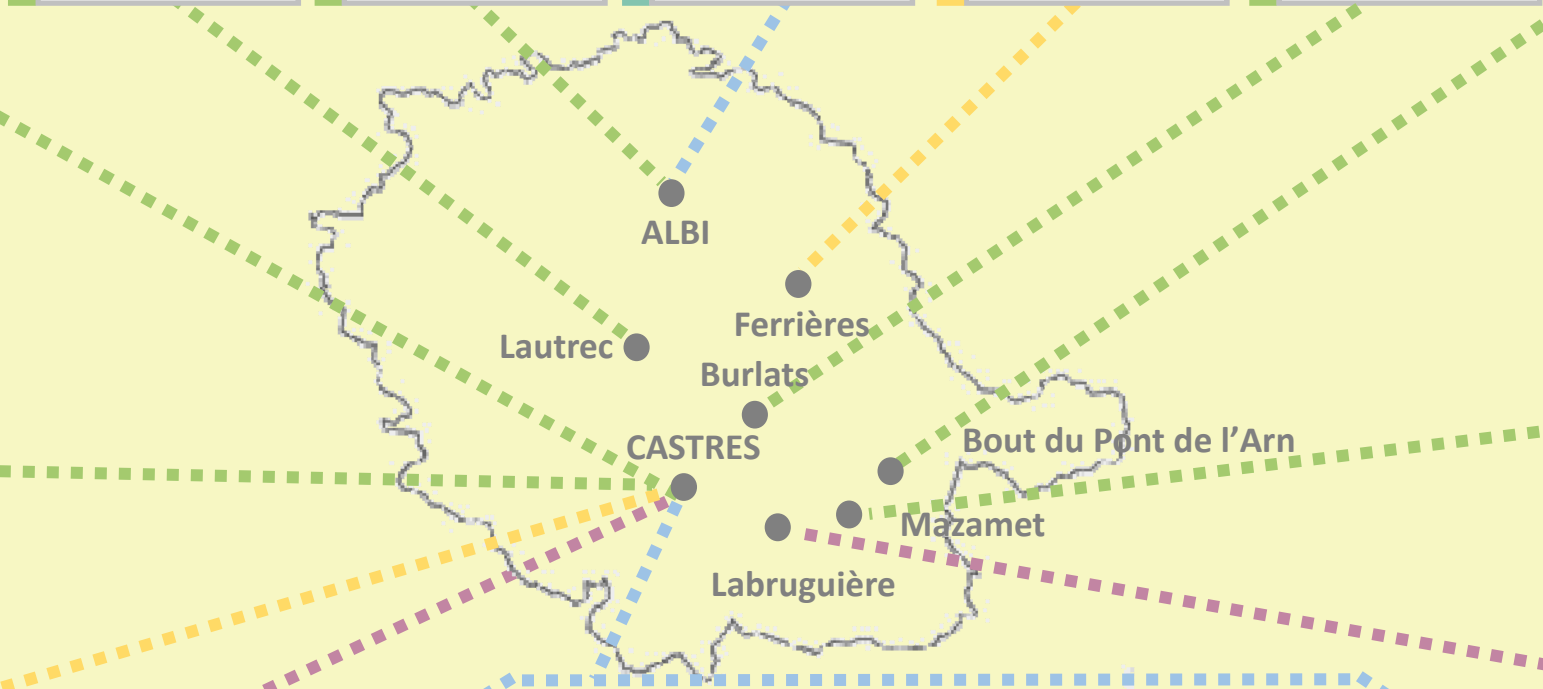 ALBI
Ferrières
Lautrec
Burlats
CASTRES
Bout du Pont de l’Arn
Mazamet
Labruguière